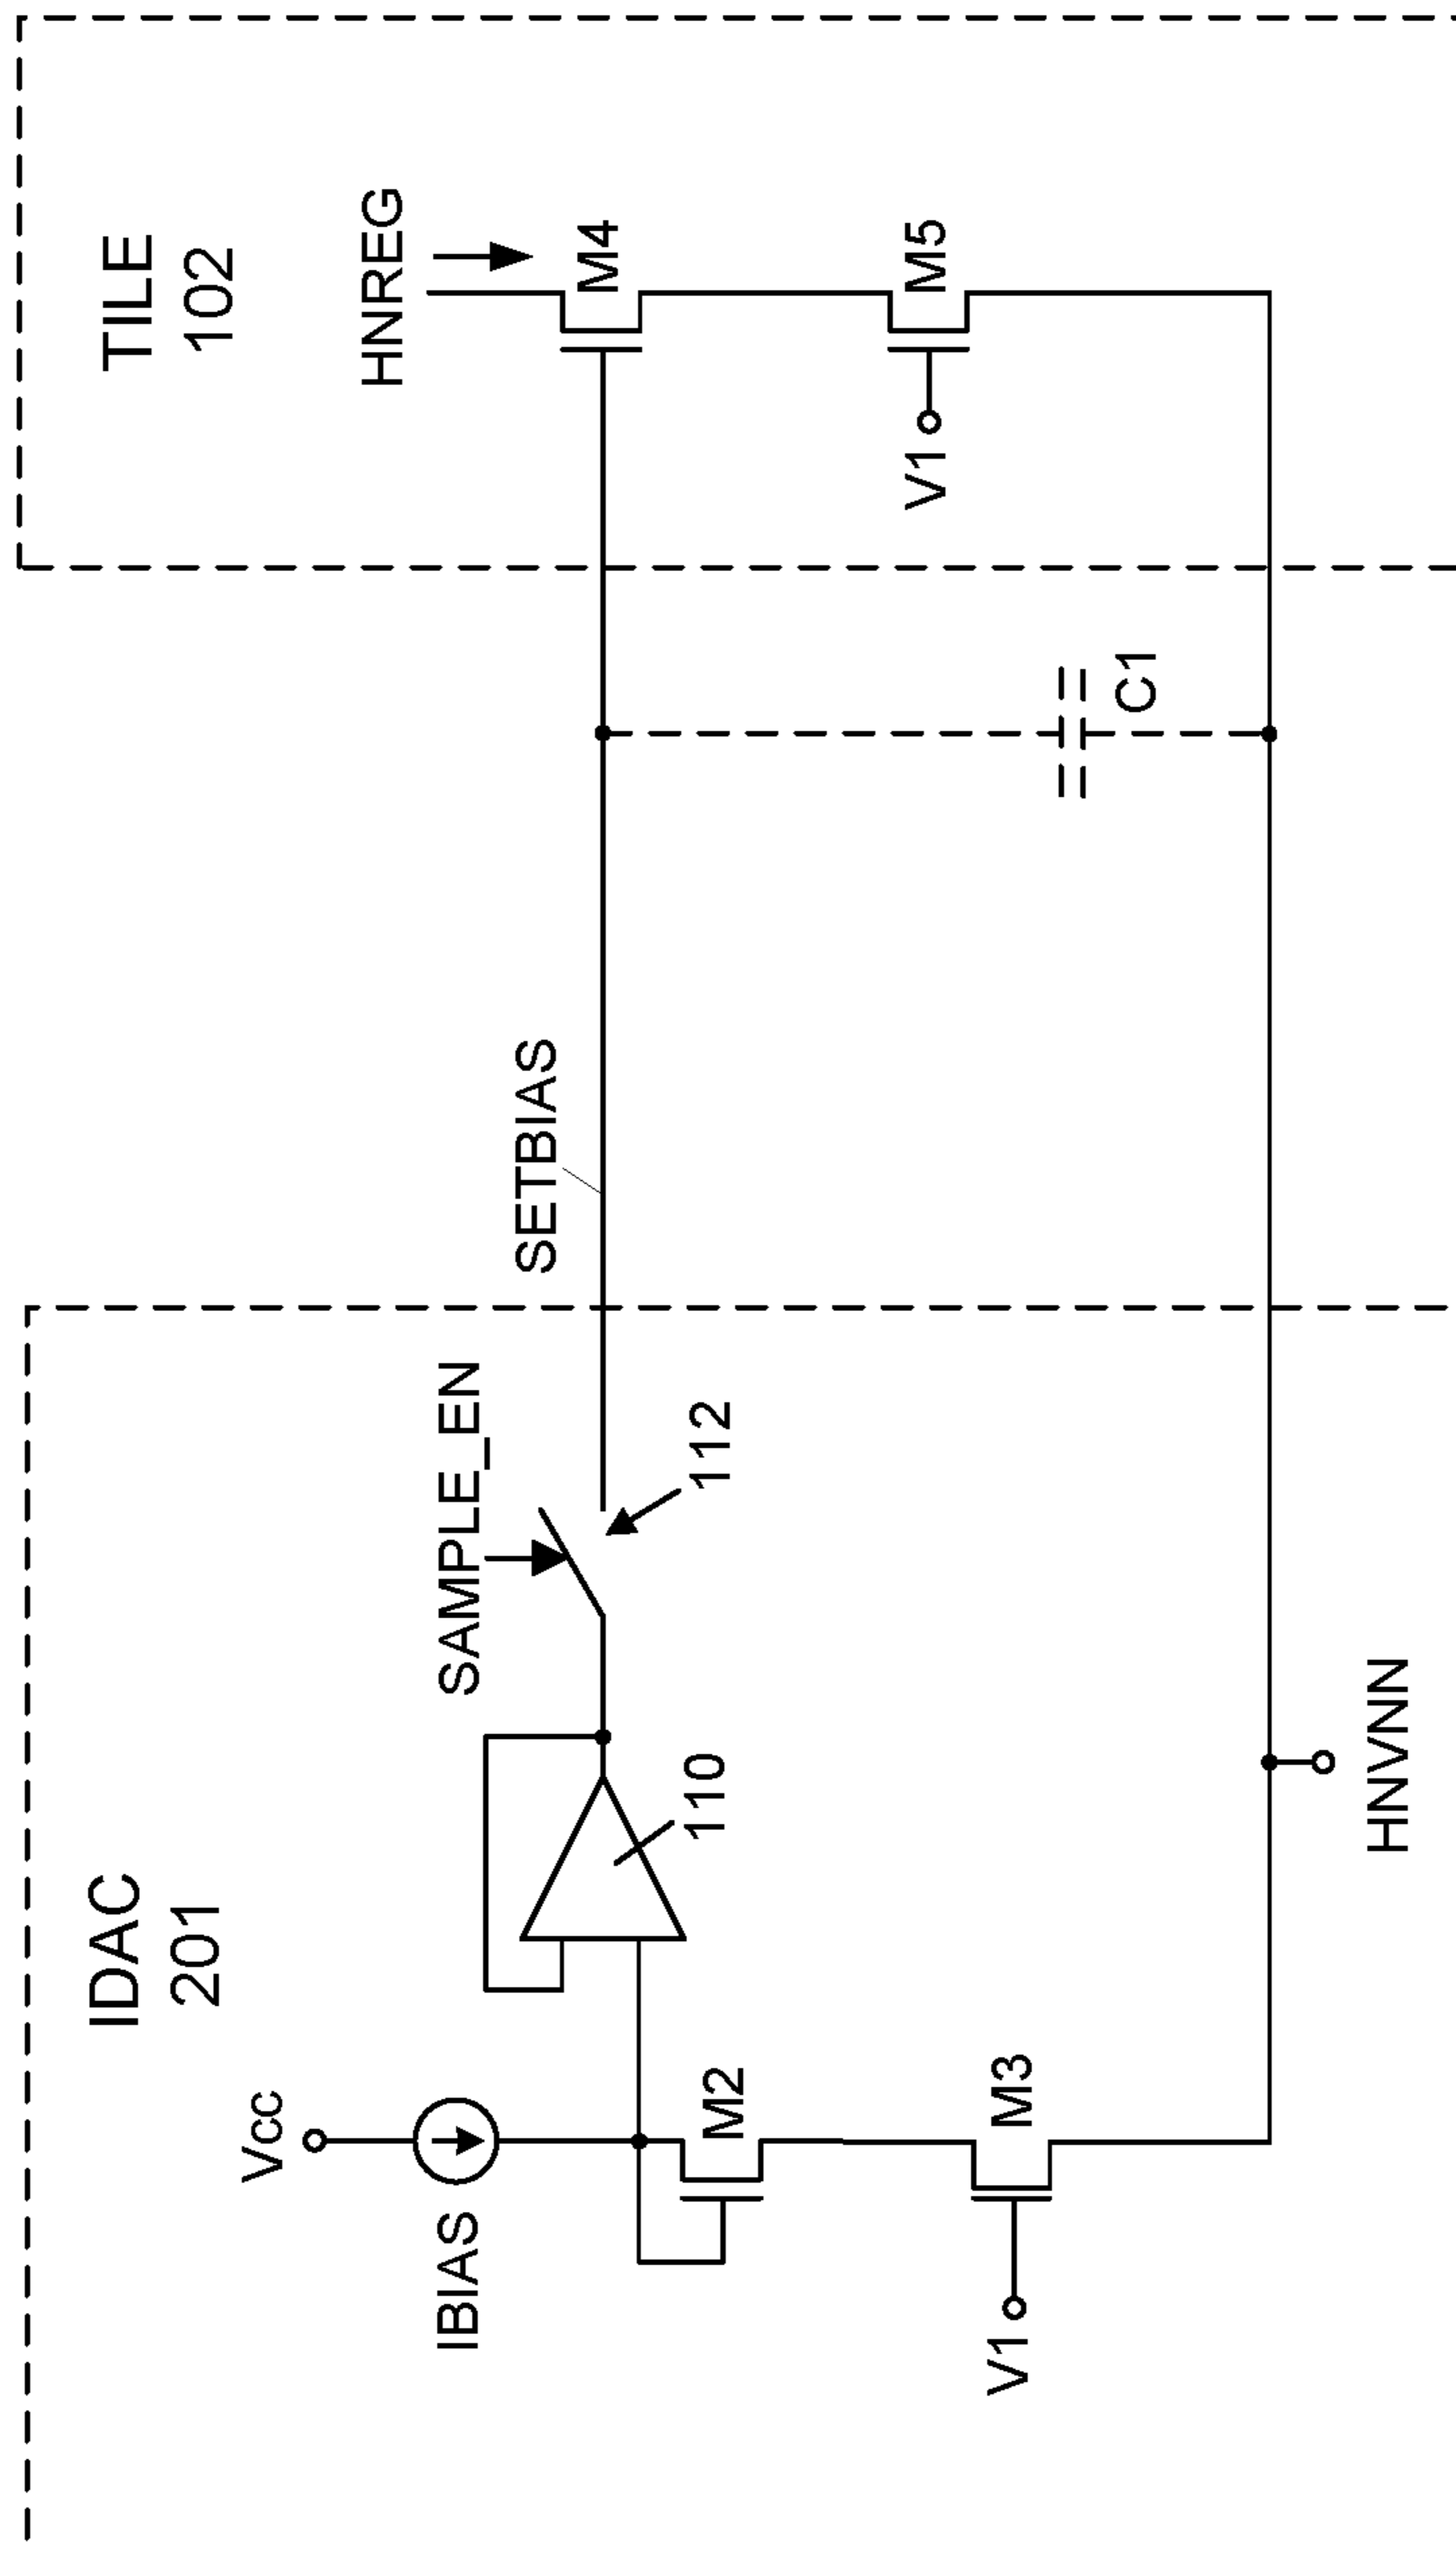 IDAC
201
TILE
102
Vcc
IBIAS
SAMPLE_EN
SETBIAS
HNREG
M4
112
110
M2
M5
V1
M3
V1
C1
HNVNN